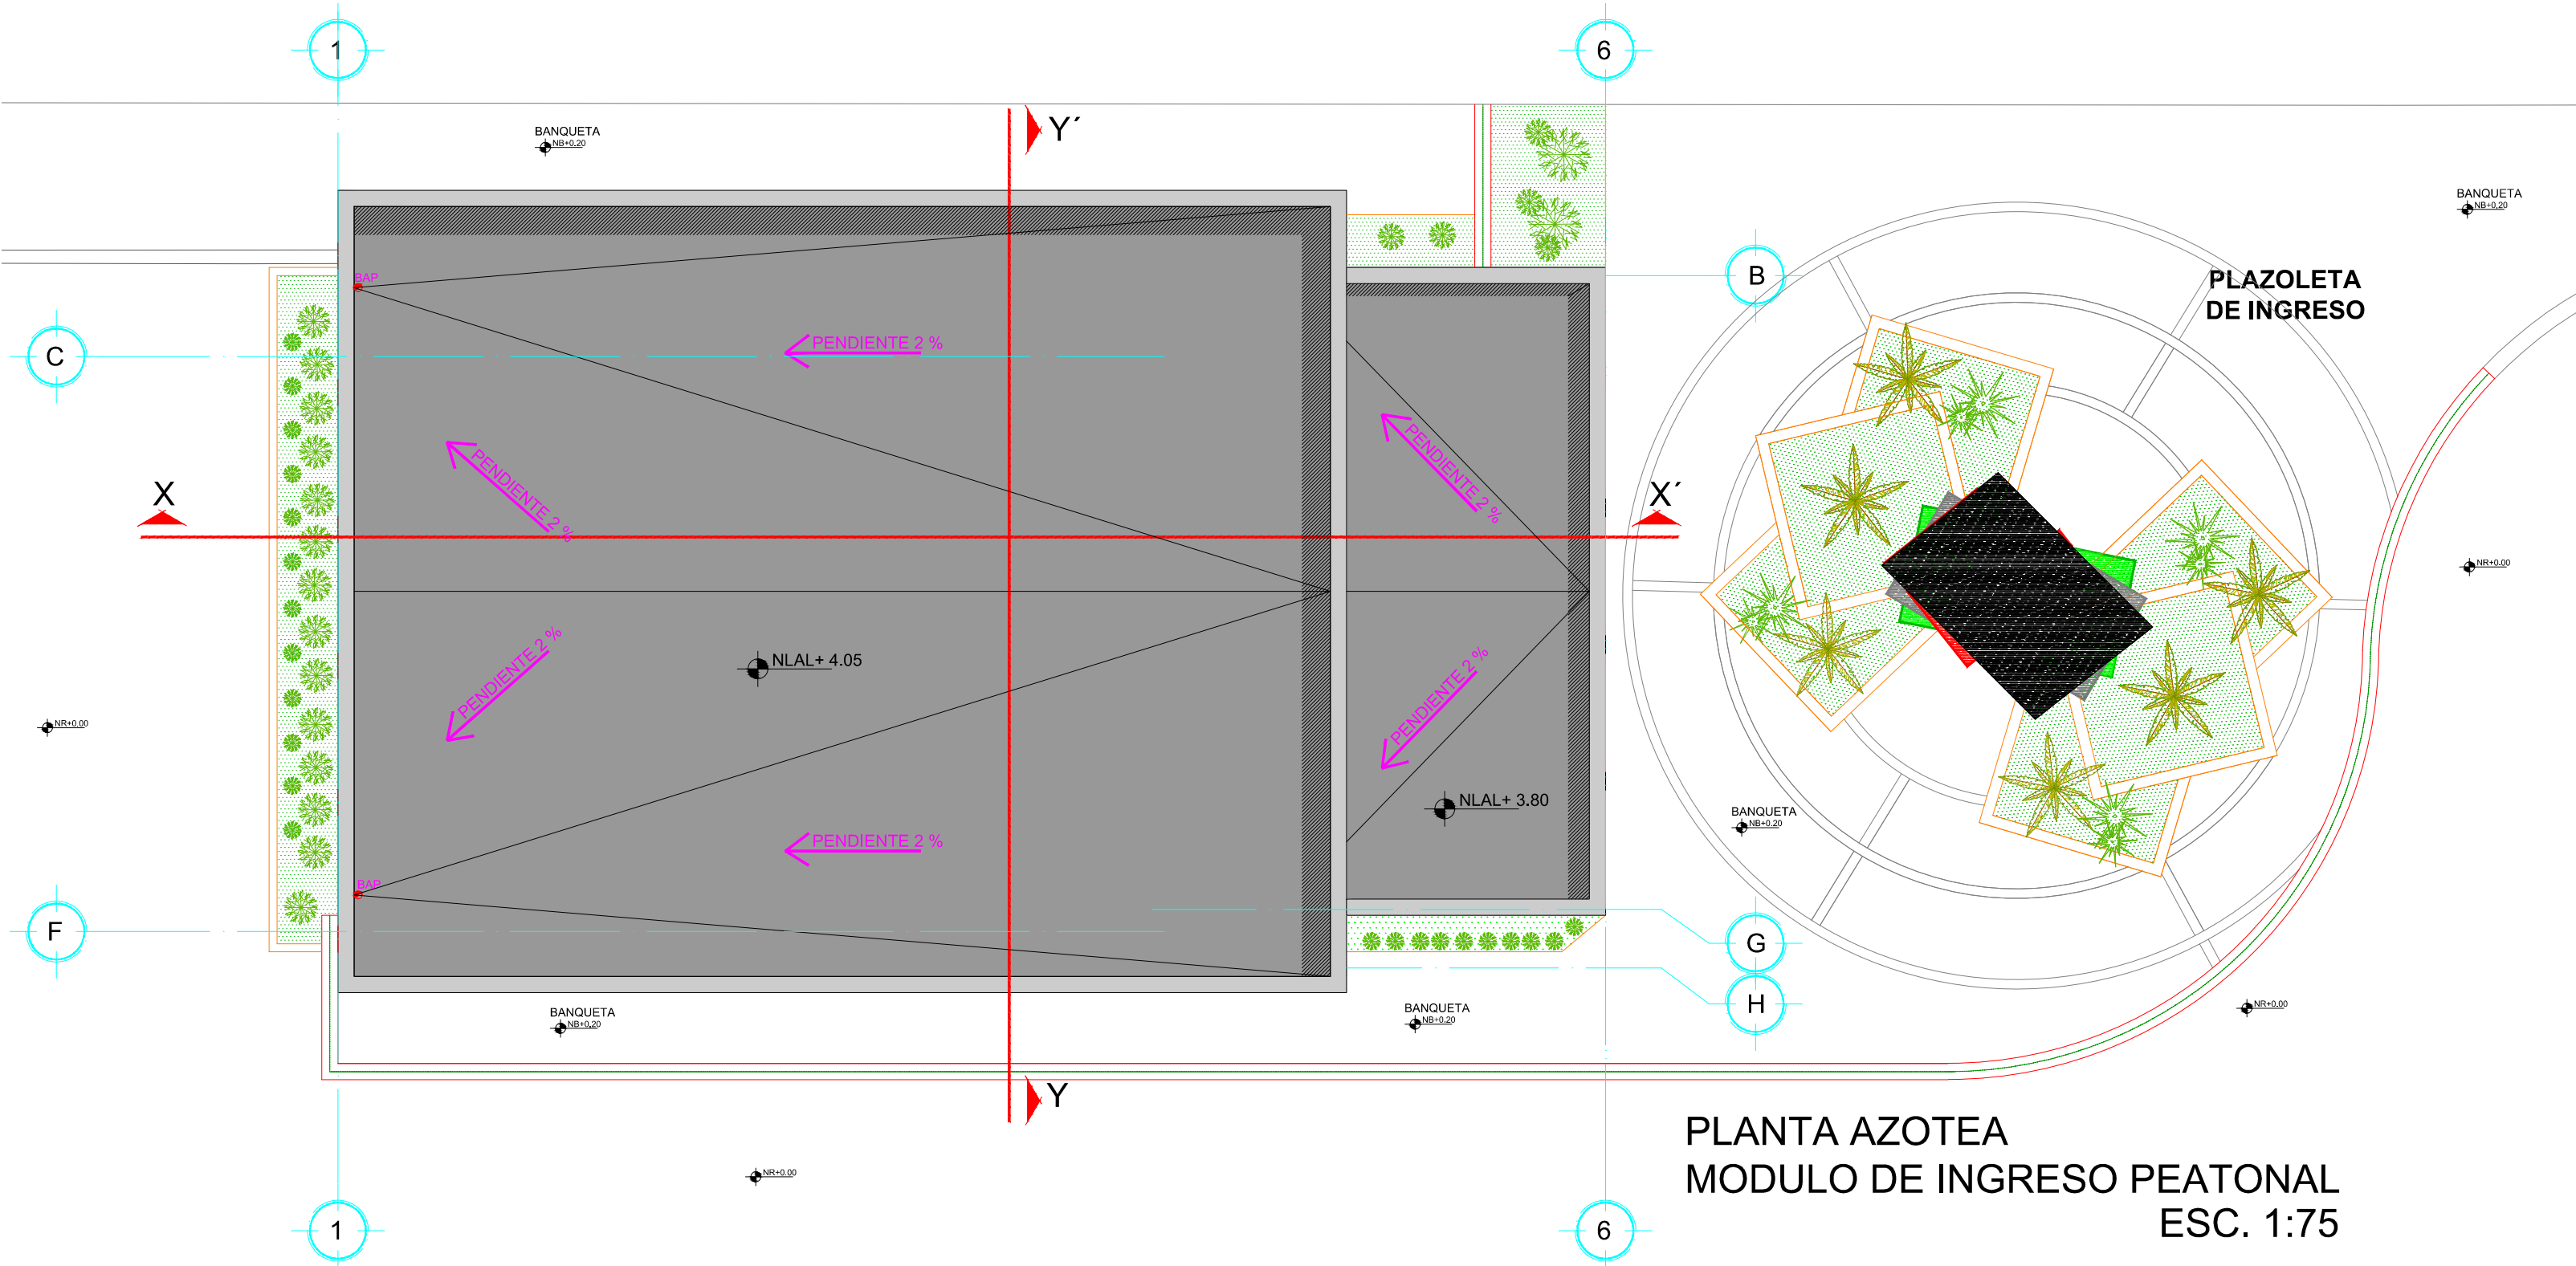 1
6
BANQUETA
NB+0.20
Y´
BANQUETA
NB+0.20
B
PLAZOLETA
DE INGRESO
BAP
C
PENDIENTE 2 %
PENDIENTE 2 %
PENDIENTE 2 %
X
X´
NR+0.00
PENDIENTE 2 %
PENDIENTE 2 %
NLAL+ 4.05
NR+0.00
NLAL+ 3.80
BANQUETA
NB+0.20
PENDIENTE 2 %
BAP
F
G
H
BANQUETA
NB+0.20
BANQUETA
NB+0.20
NR+0.00
Y
PLANTA AZOTEA
NR+0.00
MODULO DE INGRESO PEATONAL
ESC. 1:75
1
6